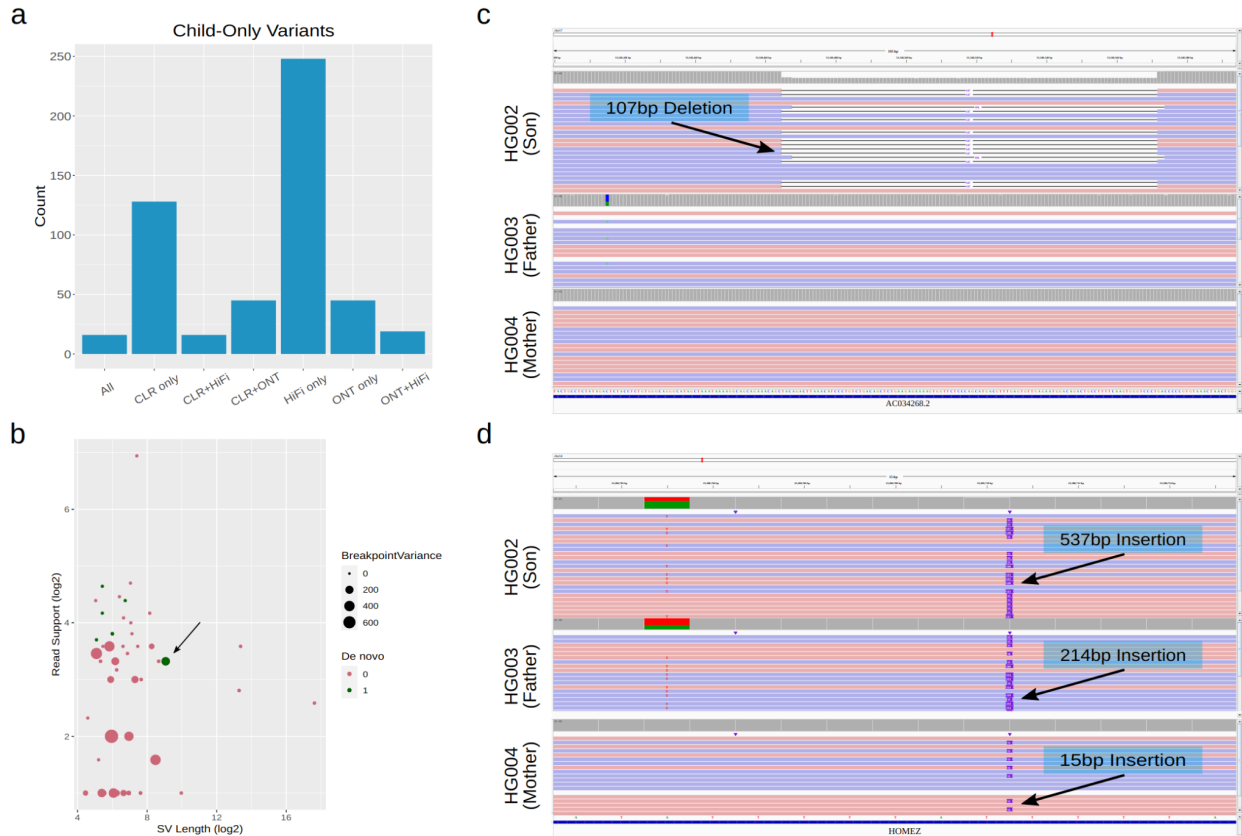 a
Child-Only Variants
250
200
150
100
50
0
Count
All
CLR only
CLR+HiFi
CLR+ONT
HiFi only
ONT only
ONT+HiFi
b
6
4
2
Read Support (log2)
4
8
12
16
SV Length (log2)
BreakpointVariance
0
200
400
600
De novo
0
1
c
HG002
(Son)
107bp Deletion
HG003
(Father)
HG004
(Mother)
AC034268.2
d
HG002
(Son)
537bp Insertion
HG003
(Father)
214bp Insertion
HG004
(Mother)
15bp Insertion
HOMEZ